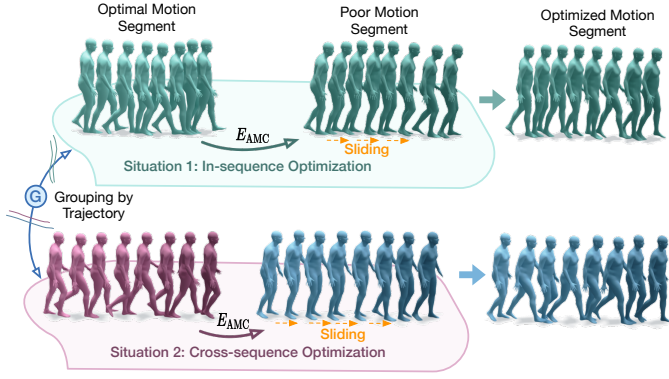 Optimal Motion
Segment
Poor Motion
Segment
Optimized Motion
Segment
E_AMC
Sliding
Situation 1: In-sequence Optimization
G
Grouping by
Trajectory
E_AMC
Sliding
Situation 2: Cross-sequence Optimization